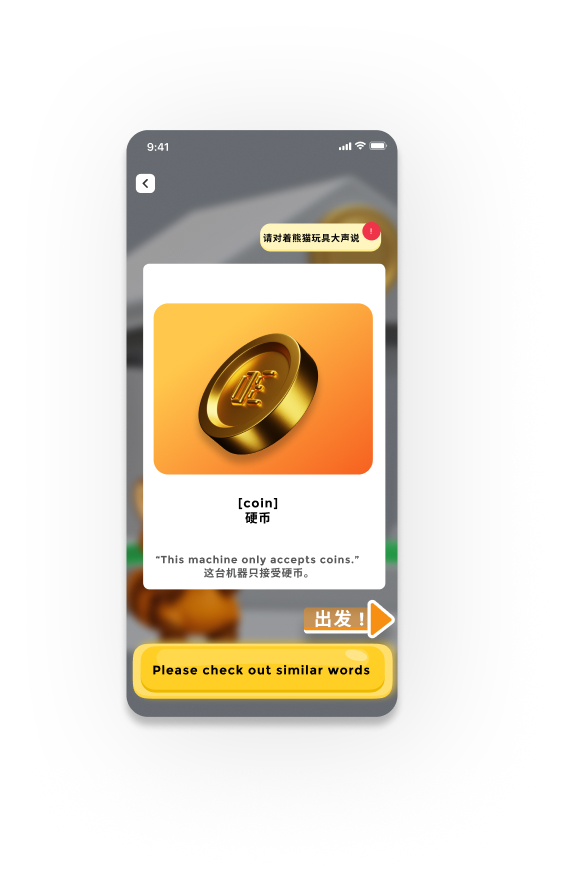 9:41
请对着熊猫玩具大声说
!
[coin]
硬币
“This machine only accepts coins.”
这台机器只接受硬币。
出发！
Please check out similar words